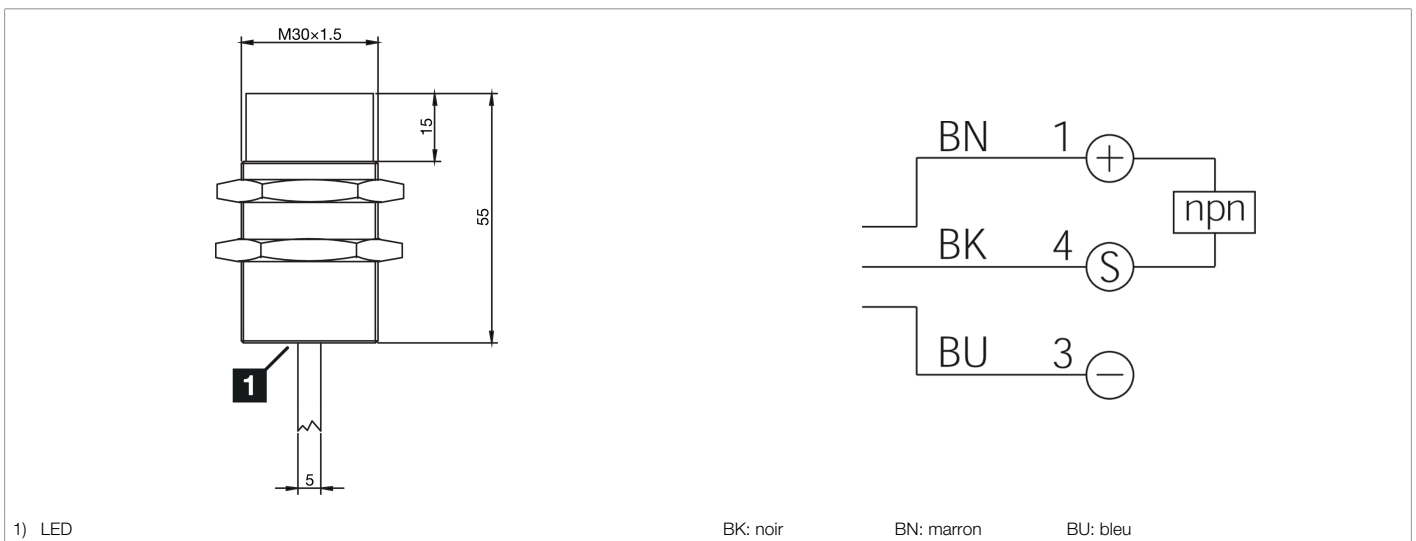 M30×1.5
15
55
1
5
BN 1 +
npn
BK 4 S
BU 3 −
1) LED
BK: noir BN: marron BU: bleu